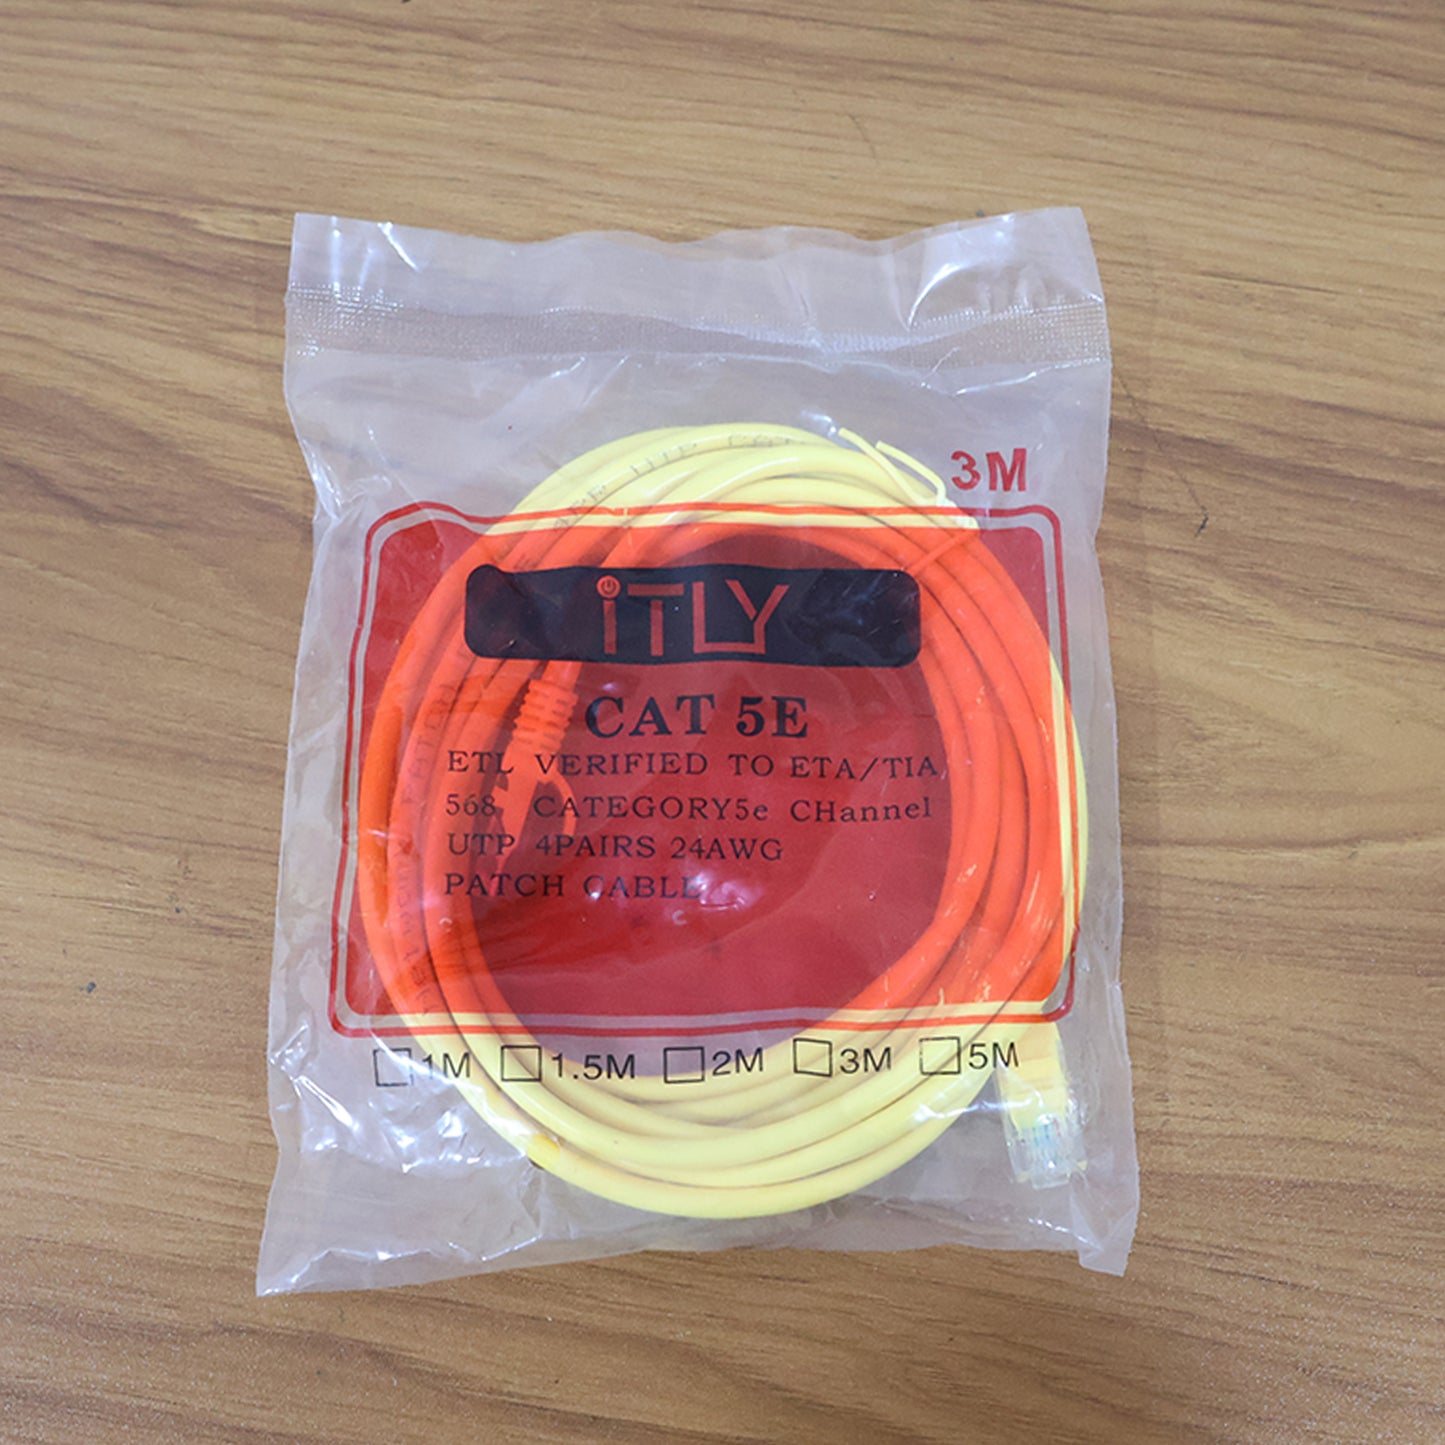 3M
iTLY
CAT 5E
ETL VERIFIED TO ETA/TIA
568 CATEGORY5e CHannel
UTP 4PAIRS 24AWG
PATCH CABLE
1M 1.5M 2M 3M 5M